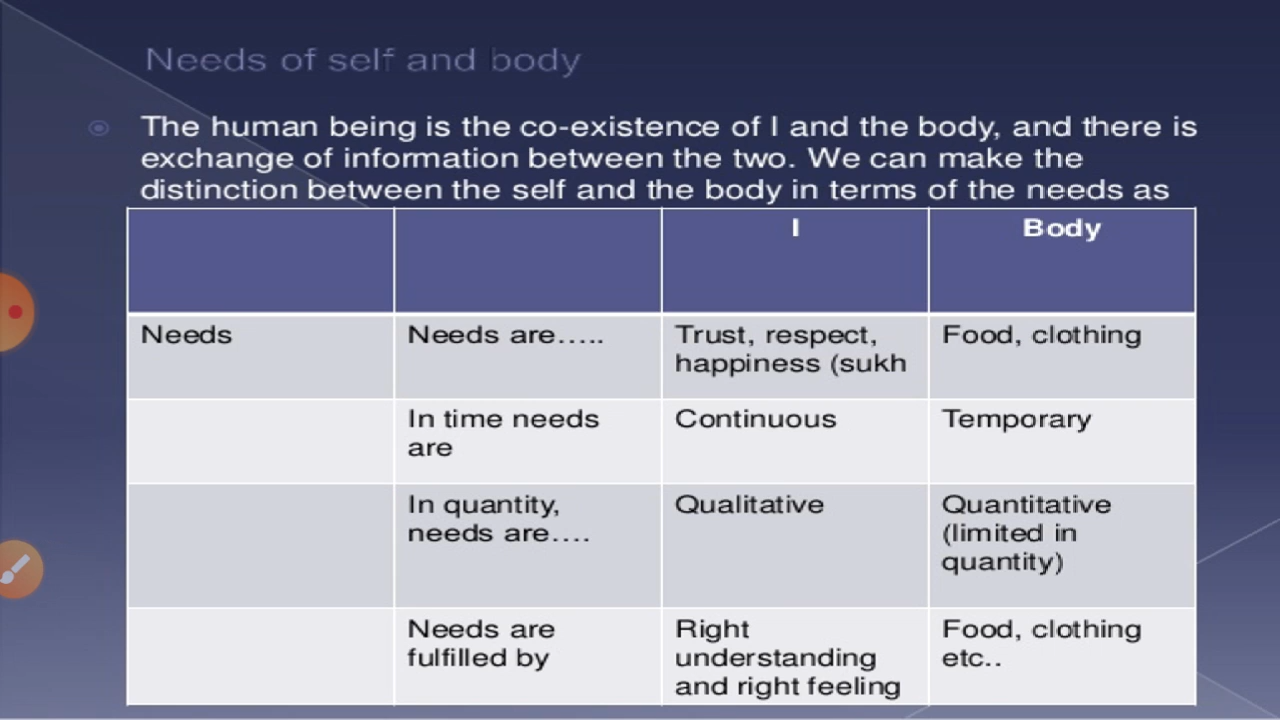 Needs of self and body
The human being is the co-existence of I and the body, and there is
exchange of information between the two. We can make the
distinction between the self and the body in terms of the needs as
I
Body
Needs
Needs are.....
Trust, respect,
happiness (sukh
Food, clothing
In time needs
are
Continuous
Temporary
In quantity,
needs are....
Qualitative
Quantitative
(limited in
quantity)
Needs are
fulfilled by
Right
understanding
and right feeling
Food, clothing
etc..